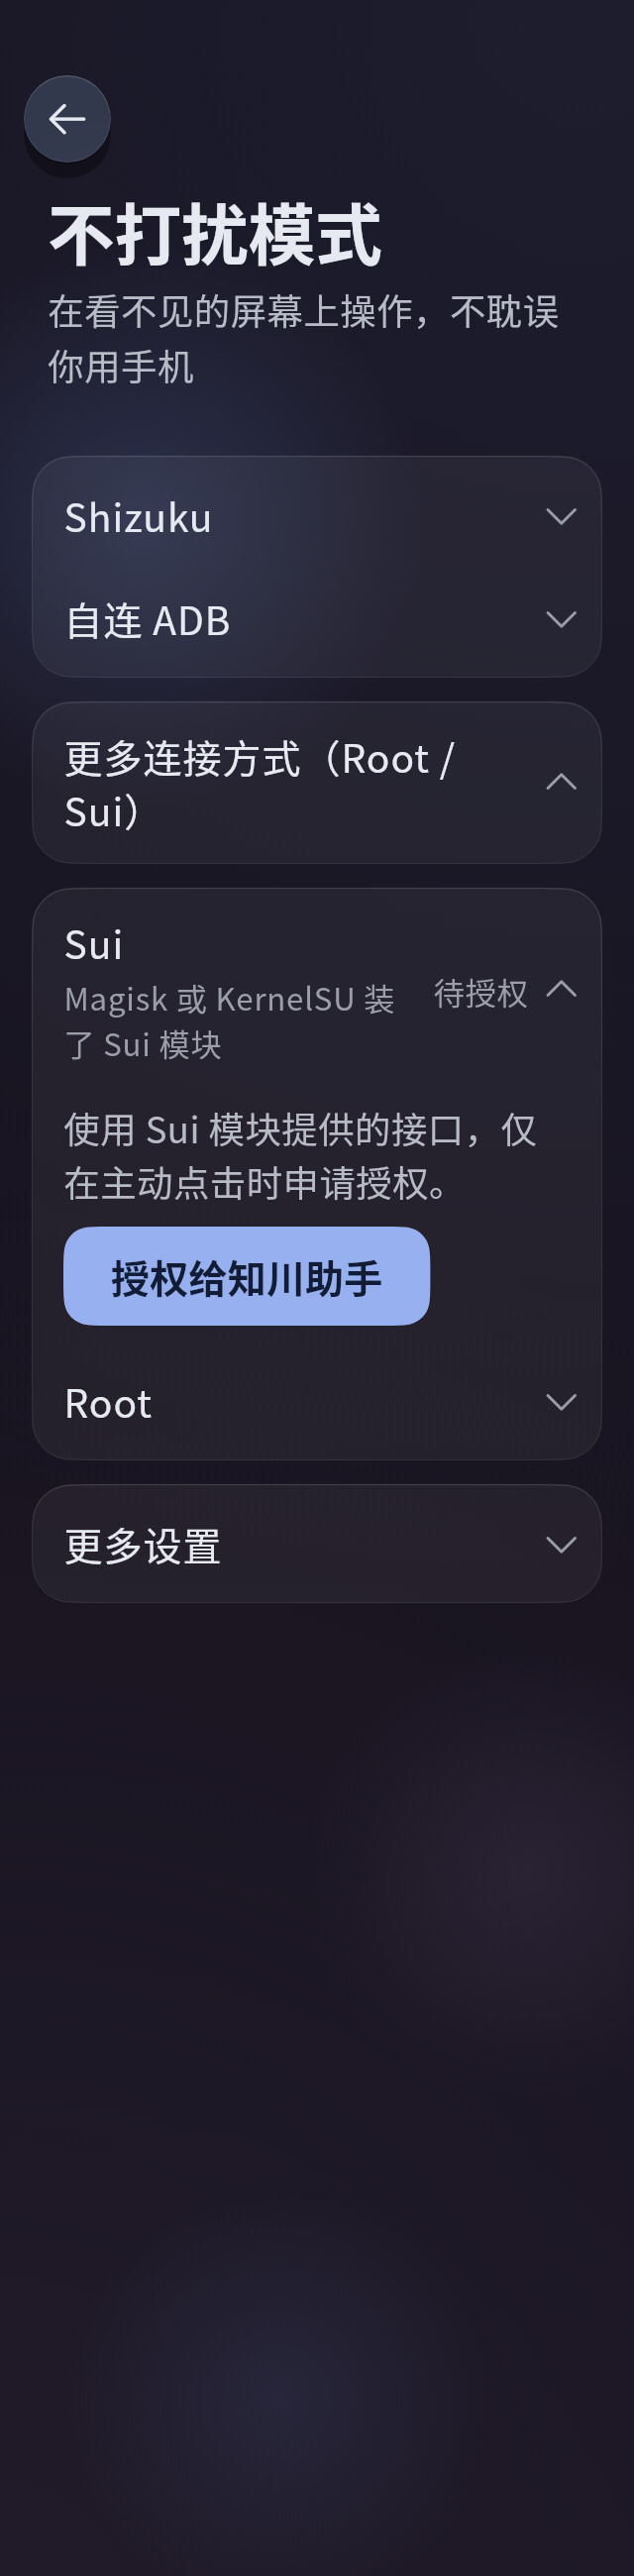 不打扰模式
在看不见的屏幕上操作，不耽误
你用手机
Shizuku
自连 ADB
更多连接方式（Root /
Sui）
Sui
Magisk 或 KernelSU 装
了 Sui 模块
待授权
使用 Sui 模块提供的接口，仅
在主动点击时申请授权。
授权给知川助手
Root
更多设置